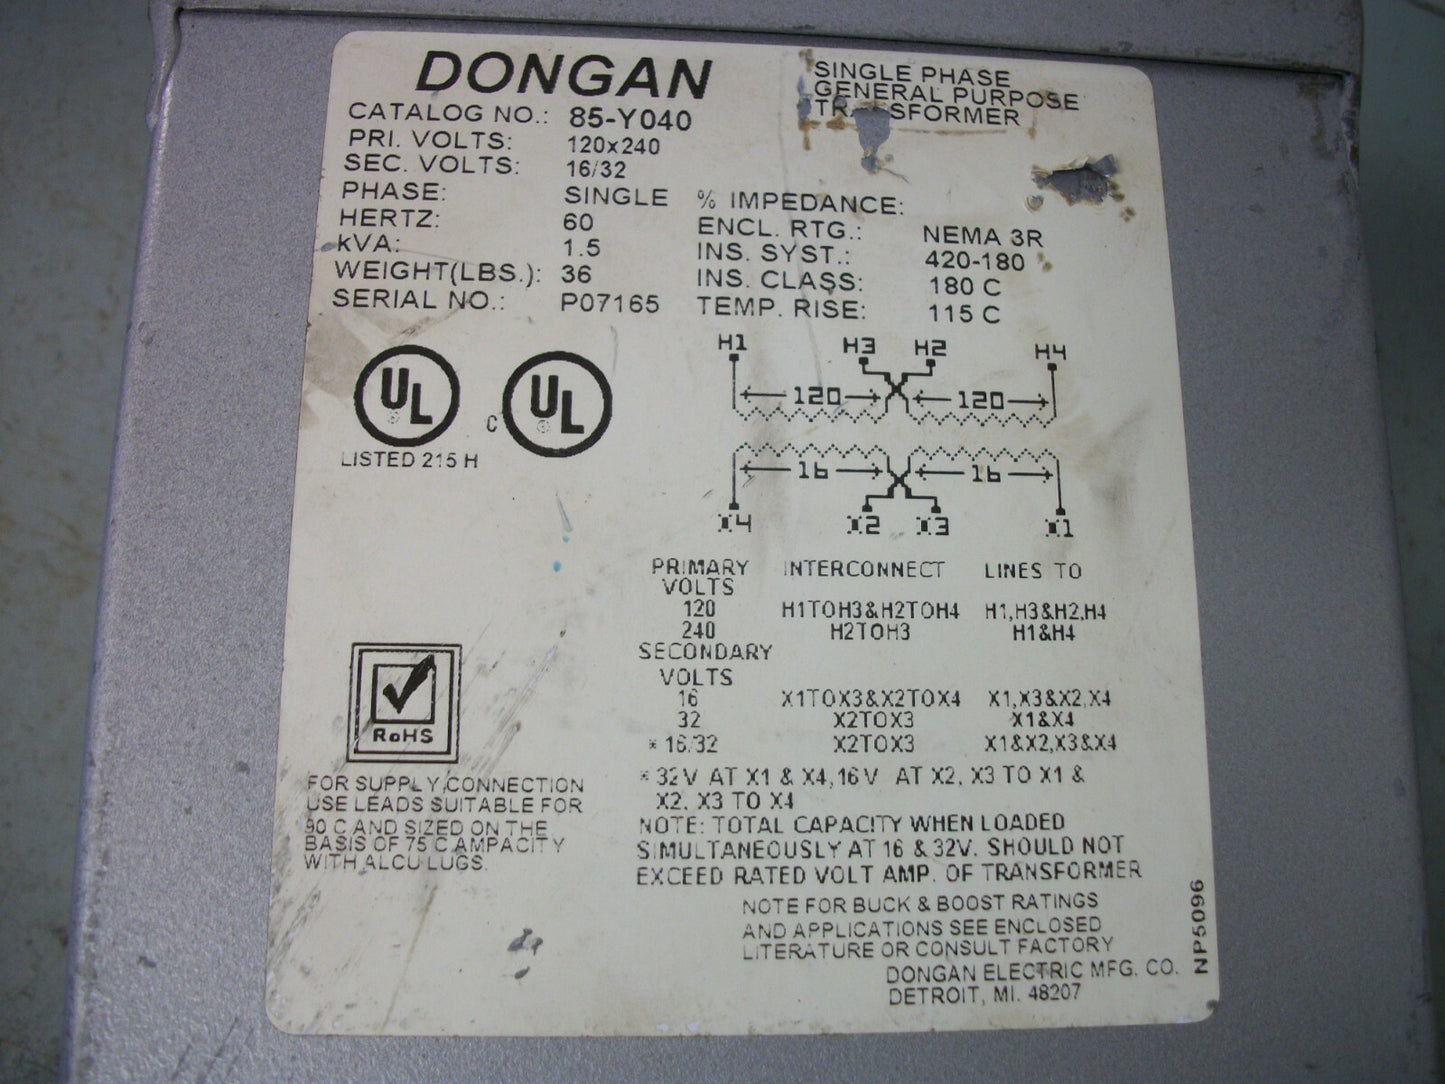 DONGAN
SINGLE PHASE
GENERAL PURPOSE
CATALOG NO.: 85-Y040
PRI. VOLTS: 120x240
SEC. VOLTS: 16/32
PHASE: SINGLE
HERTZ: 60
kVA: 1.5
WEIGHT(LBS.): 36
SERIAL NO.: P07165
% IMPEDANCE:
ENCL. RTG.: NEMA 3R
INS. SYST.: 420-180
INS. CLASS: 180 C
TEMP. RISE: 115 C
UL
LISTED 215 H
C UL
H1 H3 H2 H4
120 120
16 16
X4 X2 X3 X1
PRIMARY INTERCONNECT LINES TO
VOLTS
120 H1TOH3&H2TOH4 H1,H3&H2,H4
240 H2TOH3 H1&H4
SECONDARY
VOLTS
16 X1TOX3&X2TOX4 X1,X3&X2,X4
32 X2TOX3 X1&X4
* 16/32 X2TOX3 X1&X2,X3&X4
* 32V AT X1 & X4,16V AT X2, X3 TO X1 &
X2, X3 TO X4
NOTE: TOTAL CAPACITY WHEN LOADED
SIMULTANEOUSLY AT 16 & 32V. SHOULD NOT
EXCEED RATED VOLT AMP. OF TRANSFORMER
RoHS
FOR SUPPLY CONNECTION
USE LEADS SUITABLE FOR
90 C AND SIZED ON THE
BASIS OF 75 C AMPACITY
WITH ALCU LUGS.
NOTE FOR BUCK & BOOST RATINGS
AND APPLICATIONS SEE ENCLOSED
LITERATURE OR CONSULT FACTORY
DONGAN ELECTRIC MFG. CO.
DETROIT, MI. 48207
NP5096